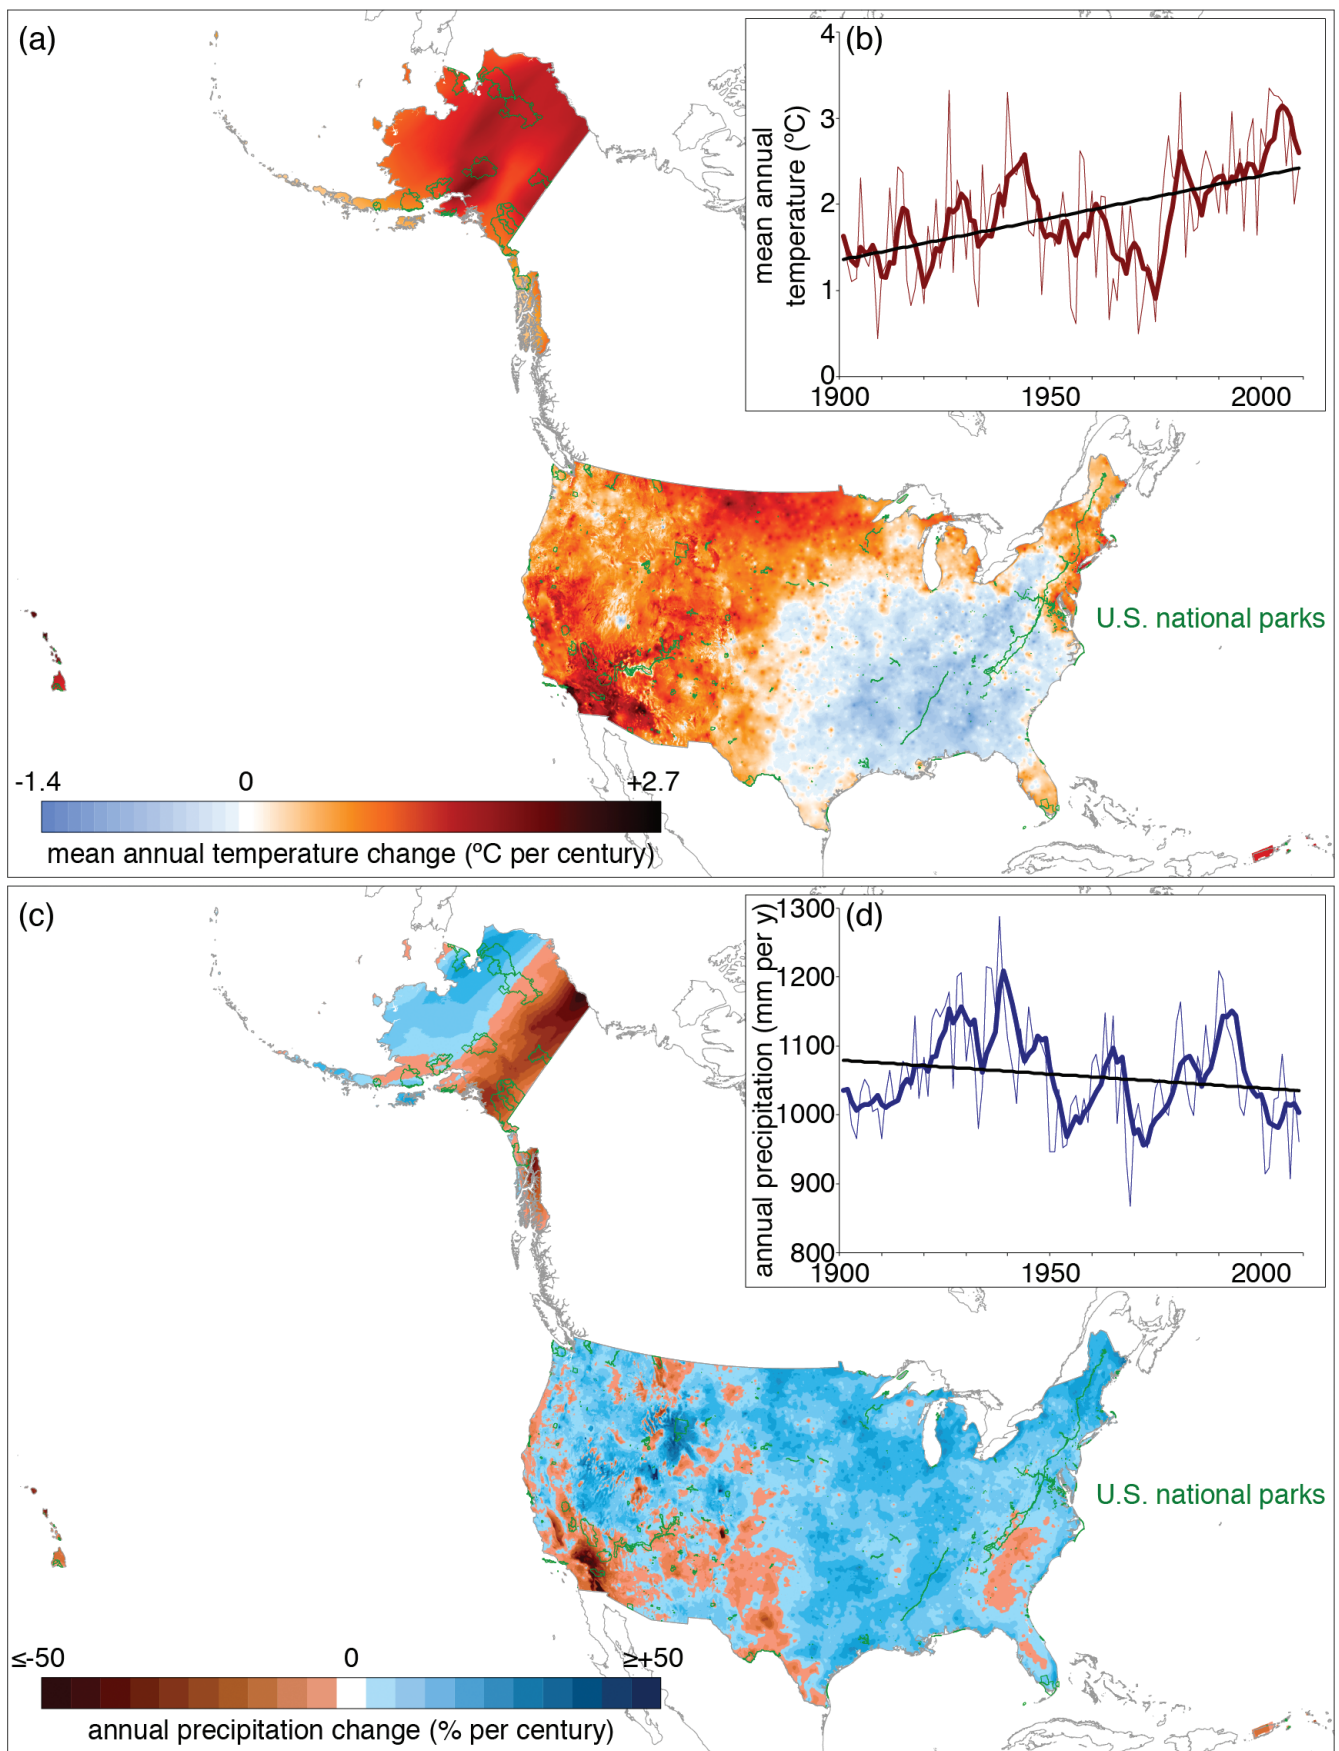 (a)
(b)
4
3
2
1
0
mean annual
temperature (ºC)
1900
1950
2000
U.S. national parks
-1.4
0
+2.7
mean annual temperature change (ºC per century)
(c)
(d)
1300
1200
1100
1000
900
800
annual precipitation (mm per y)
1900
1950
2000
U.S. national parks
≤-50
0
≥+50
annual precipitation change (% per century)